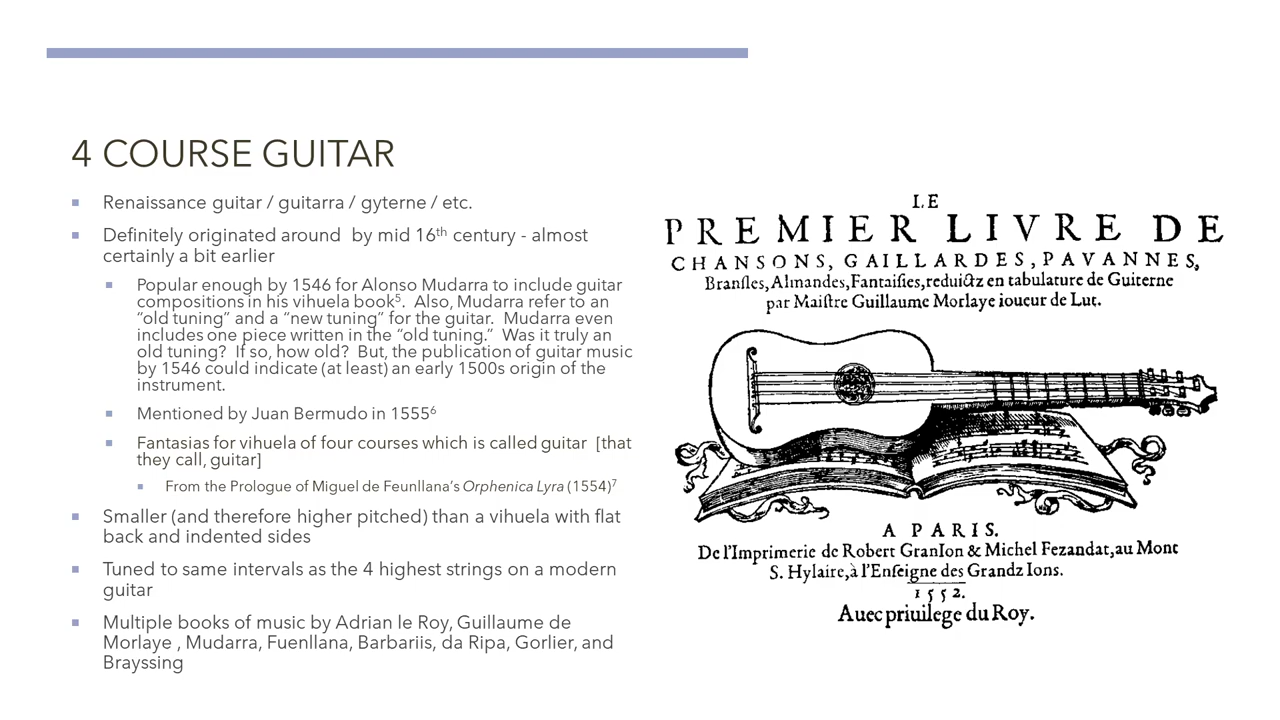 4 COURSE GUITAR
Renaissance guitar / guitarra / gyterne / etc.
Definitely originated around  by mid 16th century - almost
certainly a bit earlier
Popular enough by 1546 for Alonso Mudarra to include guitar
compositions in his vihuela book5.  Also, Mudarra refer to an
“old tuning” and a “new tuning” for the guitar.  Mudarra even
includes one piece written in the “old tuning.”  Was it truly an
old tuning?  If so, how old?  But, the publication of guitar music
by 1546 could indicate (at least) an early 1500s origin of the
instrument.
Mentioned by Juan Bermudo in 15556
Fantasias for vihuela of four courses which is called guitar  [that
they call, guitar]
From the Prologue of Miguel de Feunllana’s Orphenica Lyra (1554)7
Smaller (and therefore higher pitched) than a vihuela with flat
back and indented sides
Tuned to same intervals as the 4 highest strings on a modern
guitar
Multiple books of music by Adrian le Roy, Guillaume de
Morlaye , Mudarra, Fuenllana, Barbariis, da Ripa, Gorlier, and
Brayssing
LE
PREMIER LIVRE DE
CHANSONS, GAILLARDES, PAVANNES,
Branſles, Almandes, Fantaiſies, reduictz en tabulature de Guiterne
par Maiſtre Guillaume Morlaye ioueur de Lut.
A PARIS.
De l'Imprimerie de Robert GranIon & Michel Fezandat, au Mont
S. Hylaire, à l'Enſeigne des Grandz Ions.
1552.
Auec priuilege du Roy.